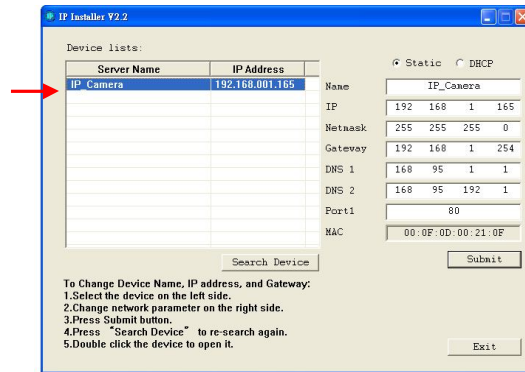 IP Installer V2.2
Device lists:
Server Name IP Address
IP_Camera 192.168.001.165
Static DHCP
Name IP_Camera
IP 192 168 1 165
Netmask 255 255 255 0
Gateway 192 168 1 254
DNS 1 168 95 1 1
DNS 2 168 95 192 1
Port1 80
MAC 00:0F:0D:00:21:0F
Search Device
Submit
To Change Device Name, IP address, and Gateway:
1.Select the device on the left side.
2.Change network parameter on the right side.
3.Press Submit button.
4.Press “Search Device” to re-search again.
5.Double click the device to open it.
Exit